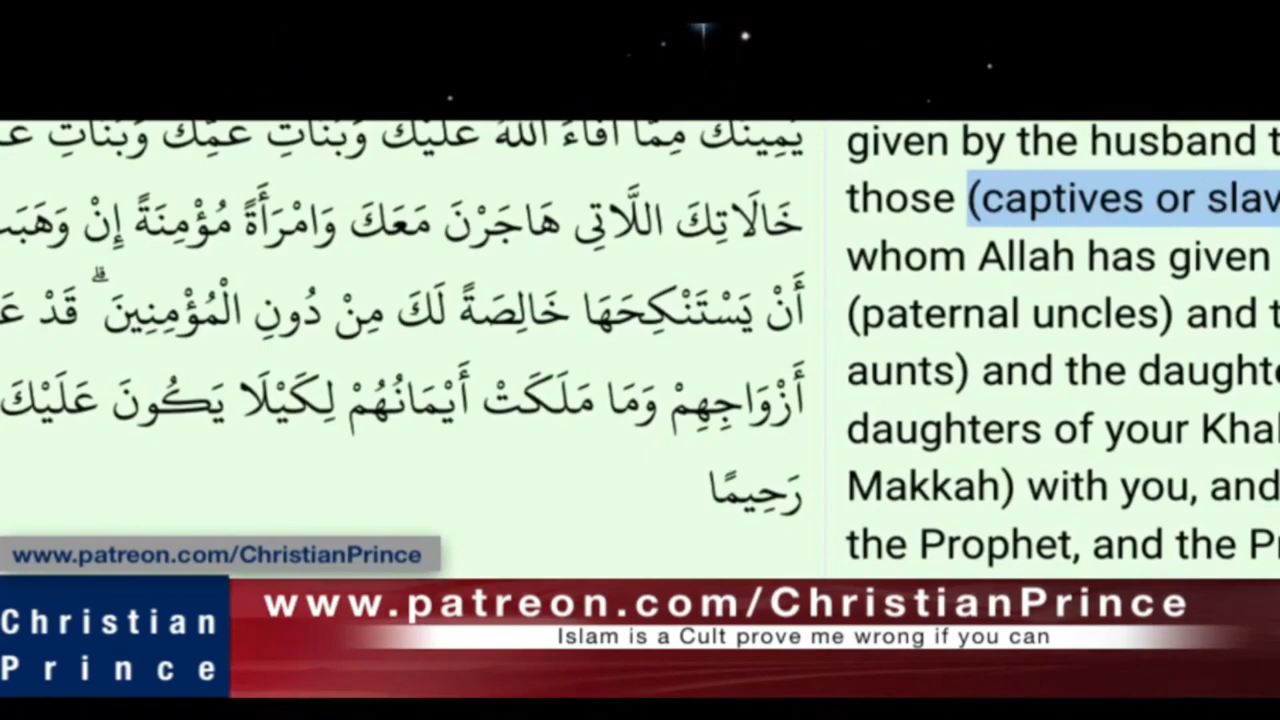 يَمِينُكَ مِمَّا أَفَاءَ اللَّهُ عَلَيْكَ وَبَنَاتِ عَمِّكَ وَبَنَاتِ
خَالَاتِكَ اللَّاتِي هَاجَرْنَ مَعَكَ وَامْرَأَةً مُؤْمِنَةً إِنْ وَهَبَت
أَنْ يَسْتَنْكِحَهَا خَالِصَةً لَكَ مِنْ دُونِ الْمُؤْمِنِينَ ۗ قَدْ
أَزْوَاجِهِمْ وَمَا مَلَكَتْ أَيْمَانُهُمْ لِكَيْلَا يَكُونَ عَلَيْكَ
رَحِيمًا
given by the husband t
those (captives or slav
whom Allah has given
(paternal uncles) and t
aunts) and the daughte
daughters of your Khal
Makkah) with you, and
the Prophet, and the Pr
www.patreon.com/ChristianPrince
Christian
Prince
www.patreon.com/ChristianPrince
Islam is a Cult prove me wrong if you can